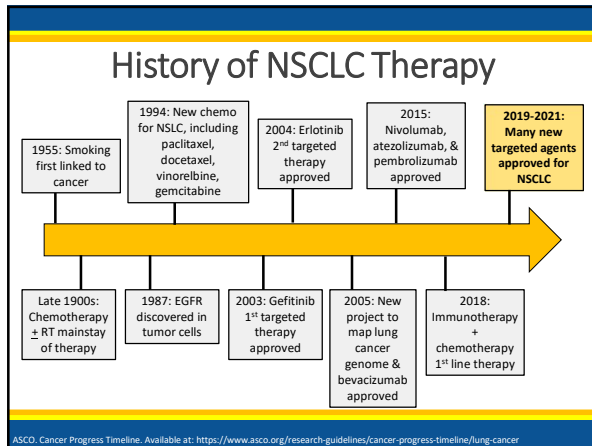 History of NSCLC Therapy
1955: Smoking
first linked to
cancer
1994: New chemo
for NSLC, including
paclitaxel,
docetaxel,
vinorelbine,
gemcitabine
2004: Erlotinib
2nd targeted
therapy
approved
2015:
Nivolumab,
atezolizumab, &
pembrolizumab
approved
2019-2021:
Many new
targeted agents
approved for
NSCLC
Late 1900s:
Chemotherapy
+ RT mainstay
of therapy
1987: EGFR
discovered in
tumor cells
2003: Gefitinib
1st targeted
therapy
approved
2005: New
project to
map lung
cancer
genome &
bevacizumab
approved
2018:
Immunotherapy
+
chemotherapy
1st line therapy
ASCO. Cancer Progress Timeline. Available at: https://www.asco.org/research-guidelines/cancer-progress-timeline/lung-cancer